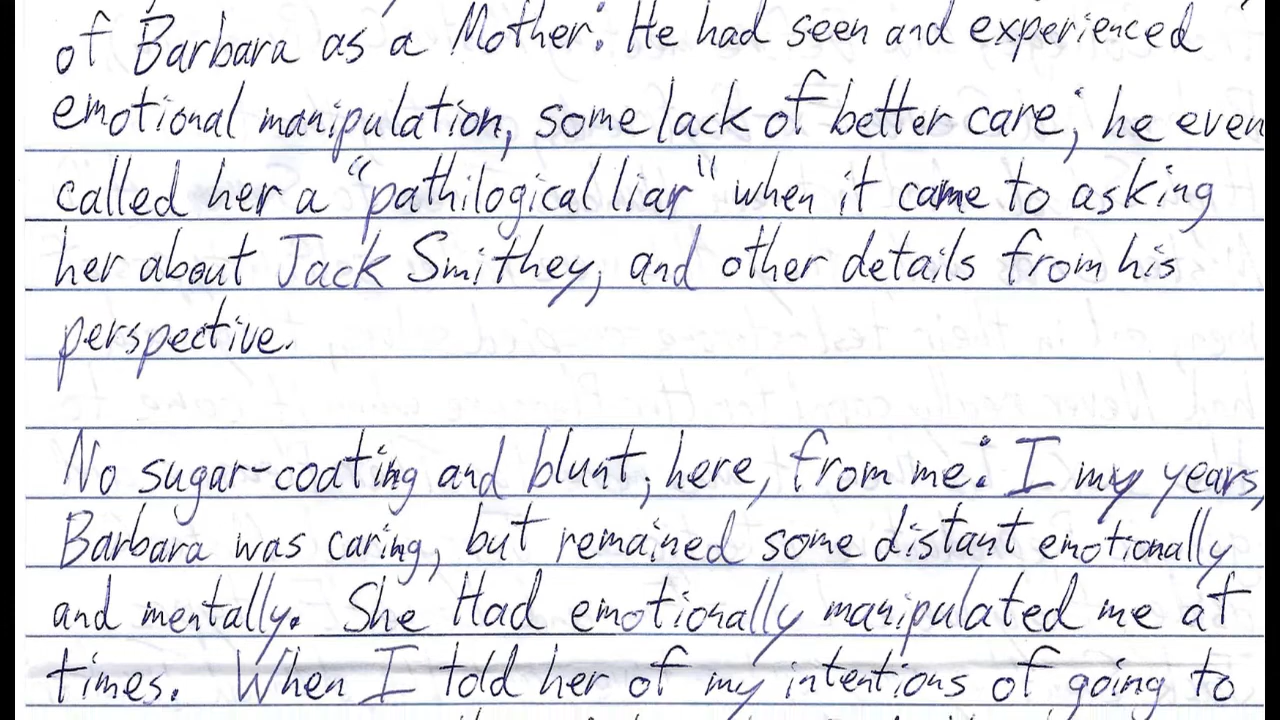 of Barbara as a Mother. He had seen and experienced
emotional manipulation, some lack of better care; he even
called her a "pathilogical liar" when it came to asking
her about Jack Smithey, and other details from his
perspective.
No sugar-coating and blunt, here, from me: I my years,
Barbara was caring, but remained some distant emotionally
and mentally. She Had emotionally manipulated me at
times. When I told her of my intentions of going to